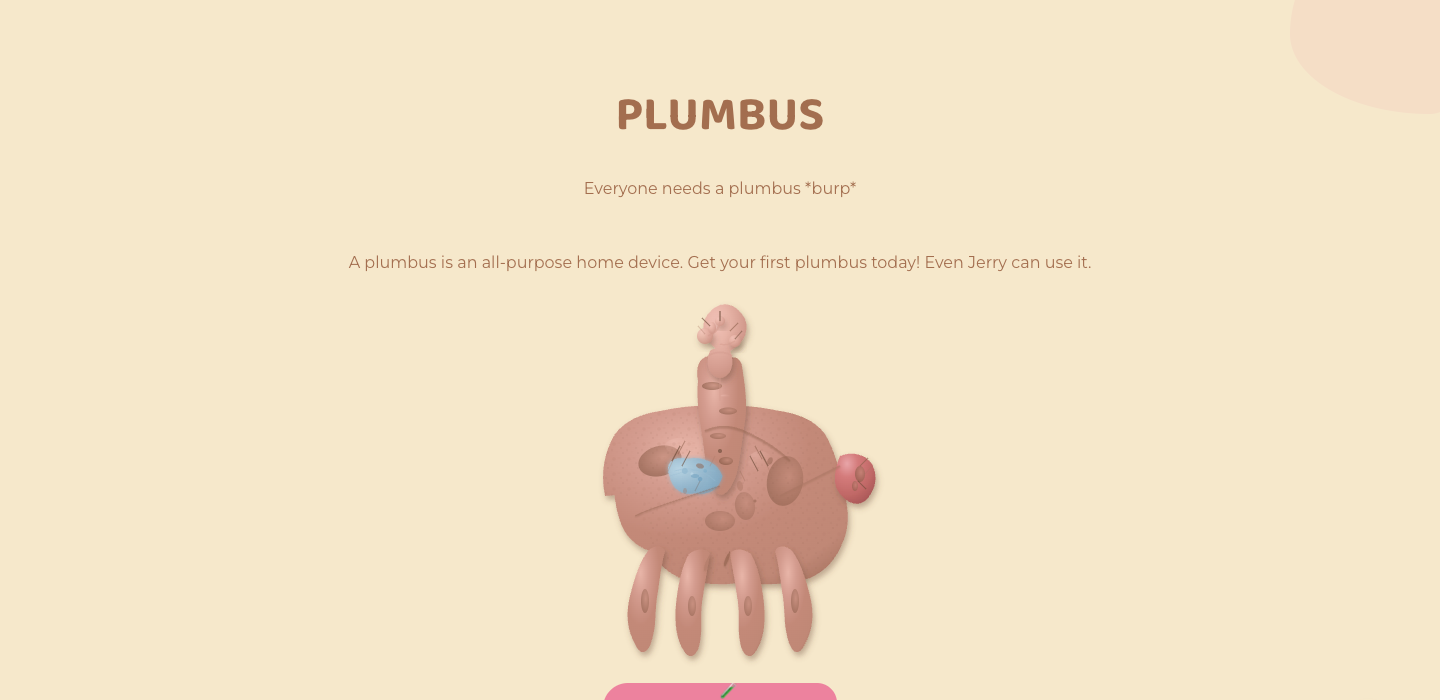 PLUMBUS
Everyone needs a plumbus *burp*
A plumbus is an all-purpose home device. Get your first plumbus today! Even Jerry can use it.